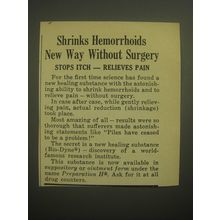 Shrinks Hemorrhoids
New Way Without Surgery
STOPS ITCH — RELIEVES PAIN
For the first time science has found a
new healing substance with the astonish-
ing ability to shrink hemorrhoids and to
relieve pain – without surgery.
In case after case, while gently reliev-
ing pain, actual reduction (shrinkage)
took place.
Most amazing of all – results were so
thorough that sufferers made astonish-
ing statements like "Piles have ceased
to be a problem!"
The secret is a new healing substance
(Bio-Dyne®) – discovery of a world-
famous research institute.
This substance is now available in
suppository or ointment form under the
name Preparation H®. Ask for it at all
drug counters.